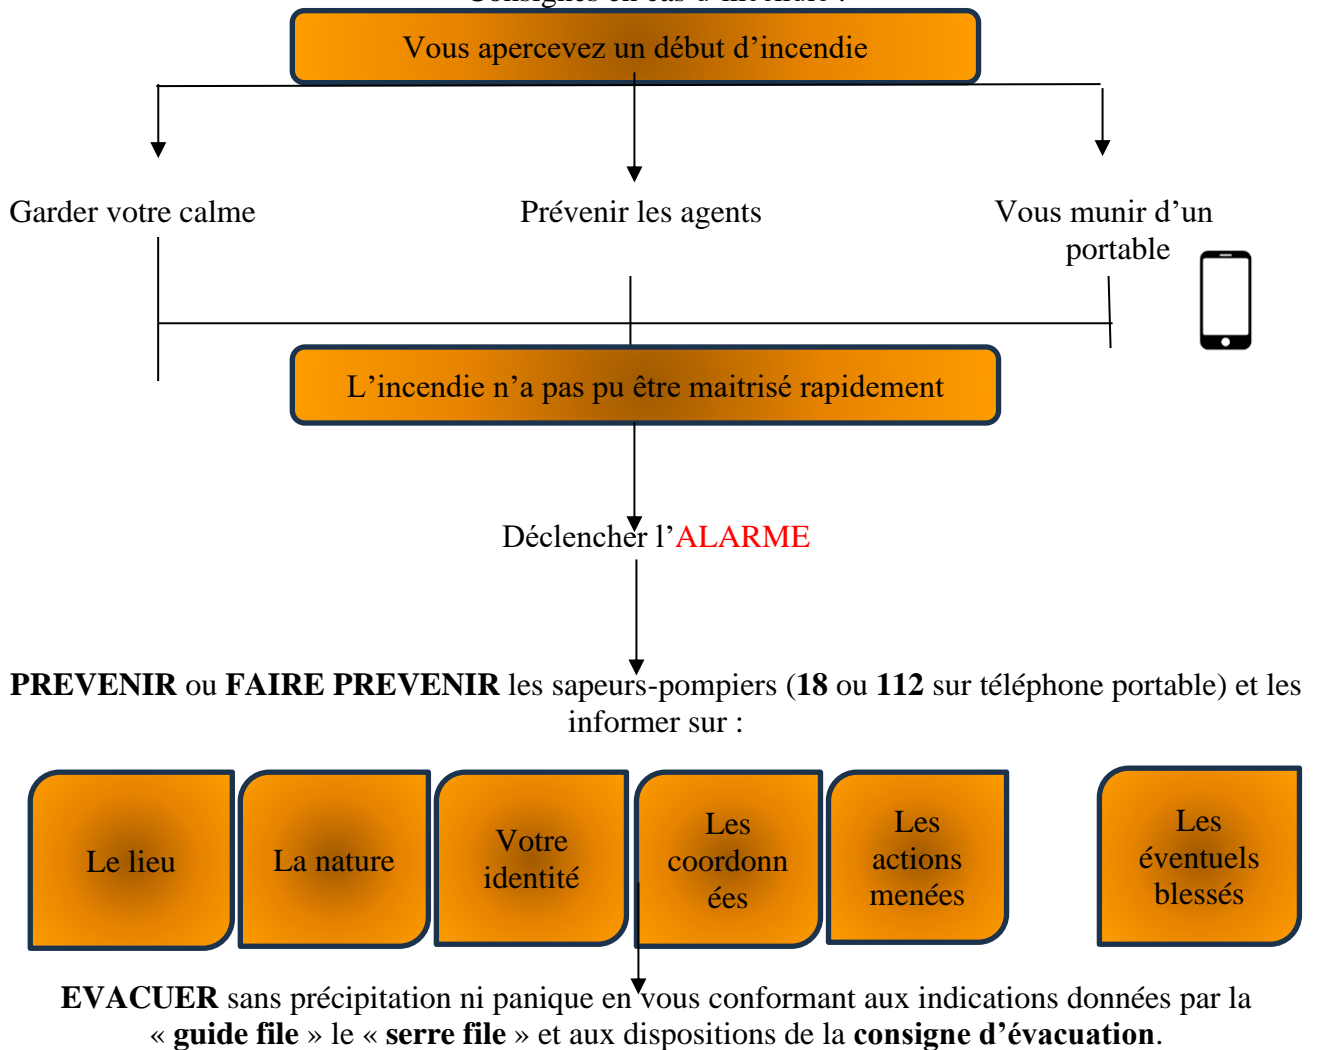 Consignes en cas d'incendie :
Vous apercevez un début d’incendie
Garder votre calme
Prévenir les agents
Vous munir d’un
portable
L’incendie n’a pas pu être maitrisé rapidement
Déclencher l’ALARME
PREVENIR ou FAIRE PREVENIR les sapeurs-pompiers (18 ou 112 sur téléphone portable) et les
informer sur :
Le lieu
La nature
Votre
identité
Les
coordonn
ées
Les
actions
menées
Les
éventuels
blessés
EVACUER sans précipitation ni panique en vous conformant aux indications données par la
« guide file » le « serre file » et aux dispositions de la consigne d’évacuation.